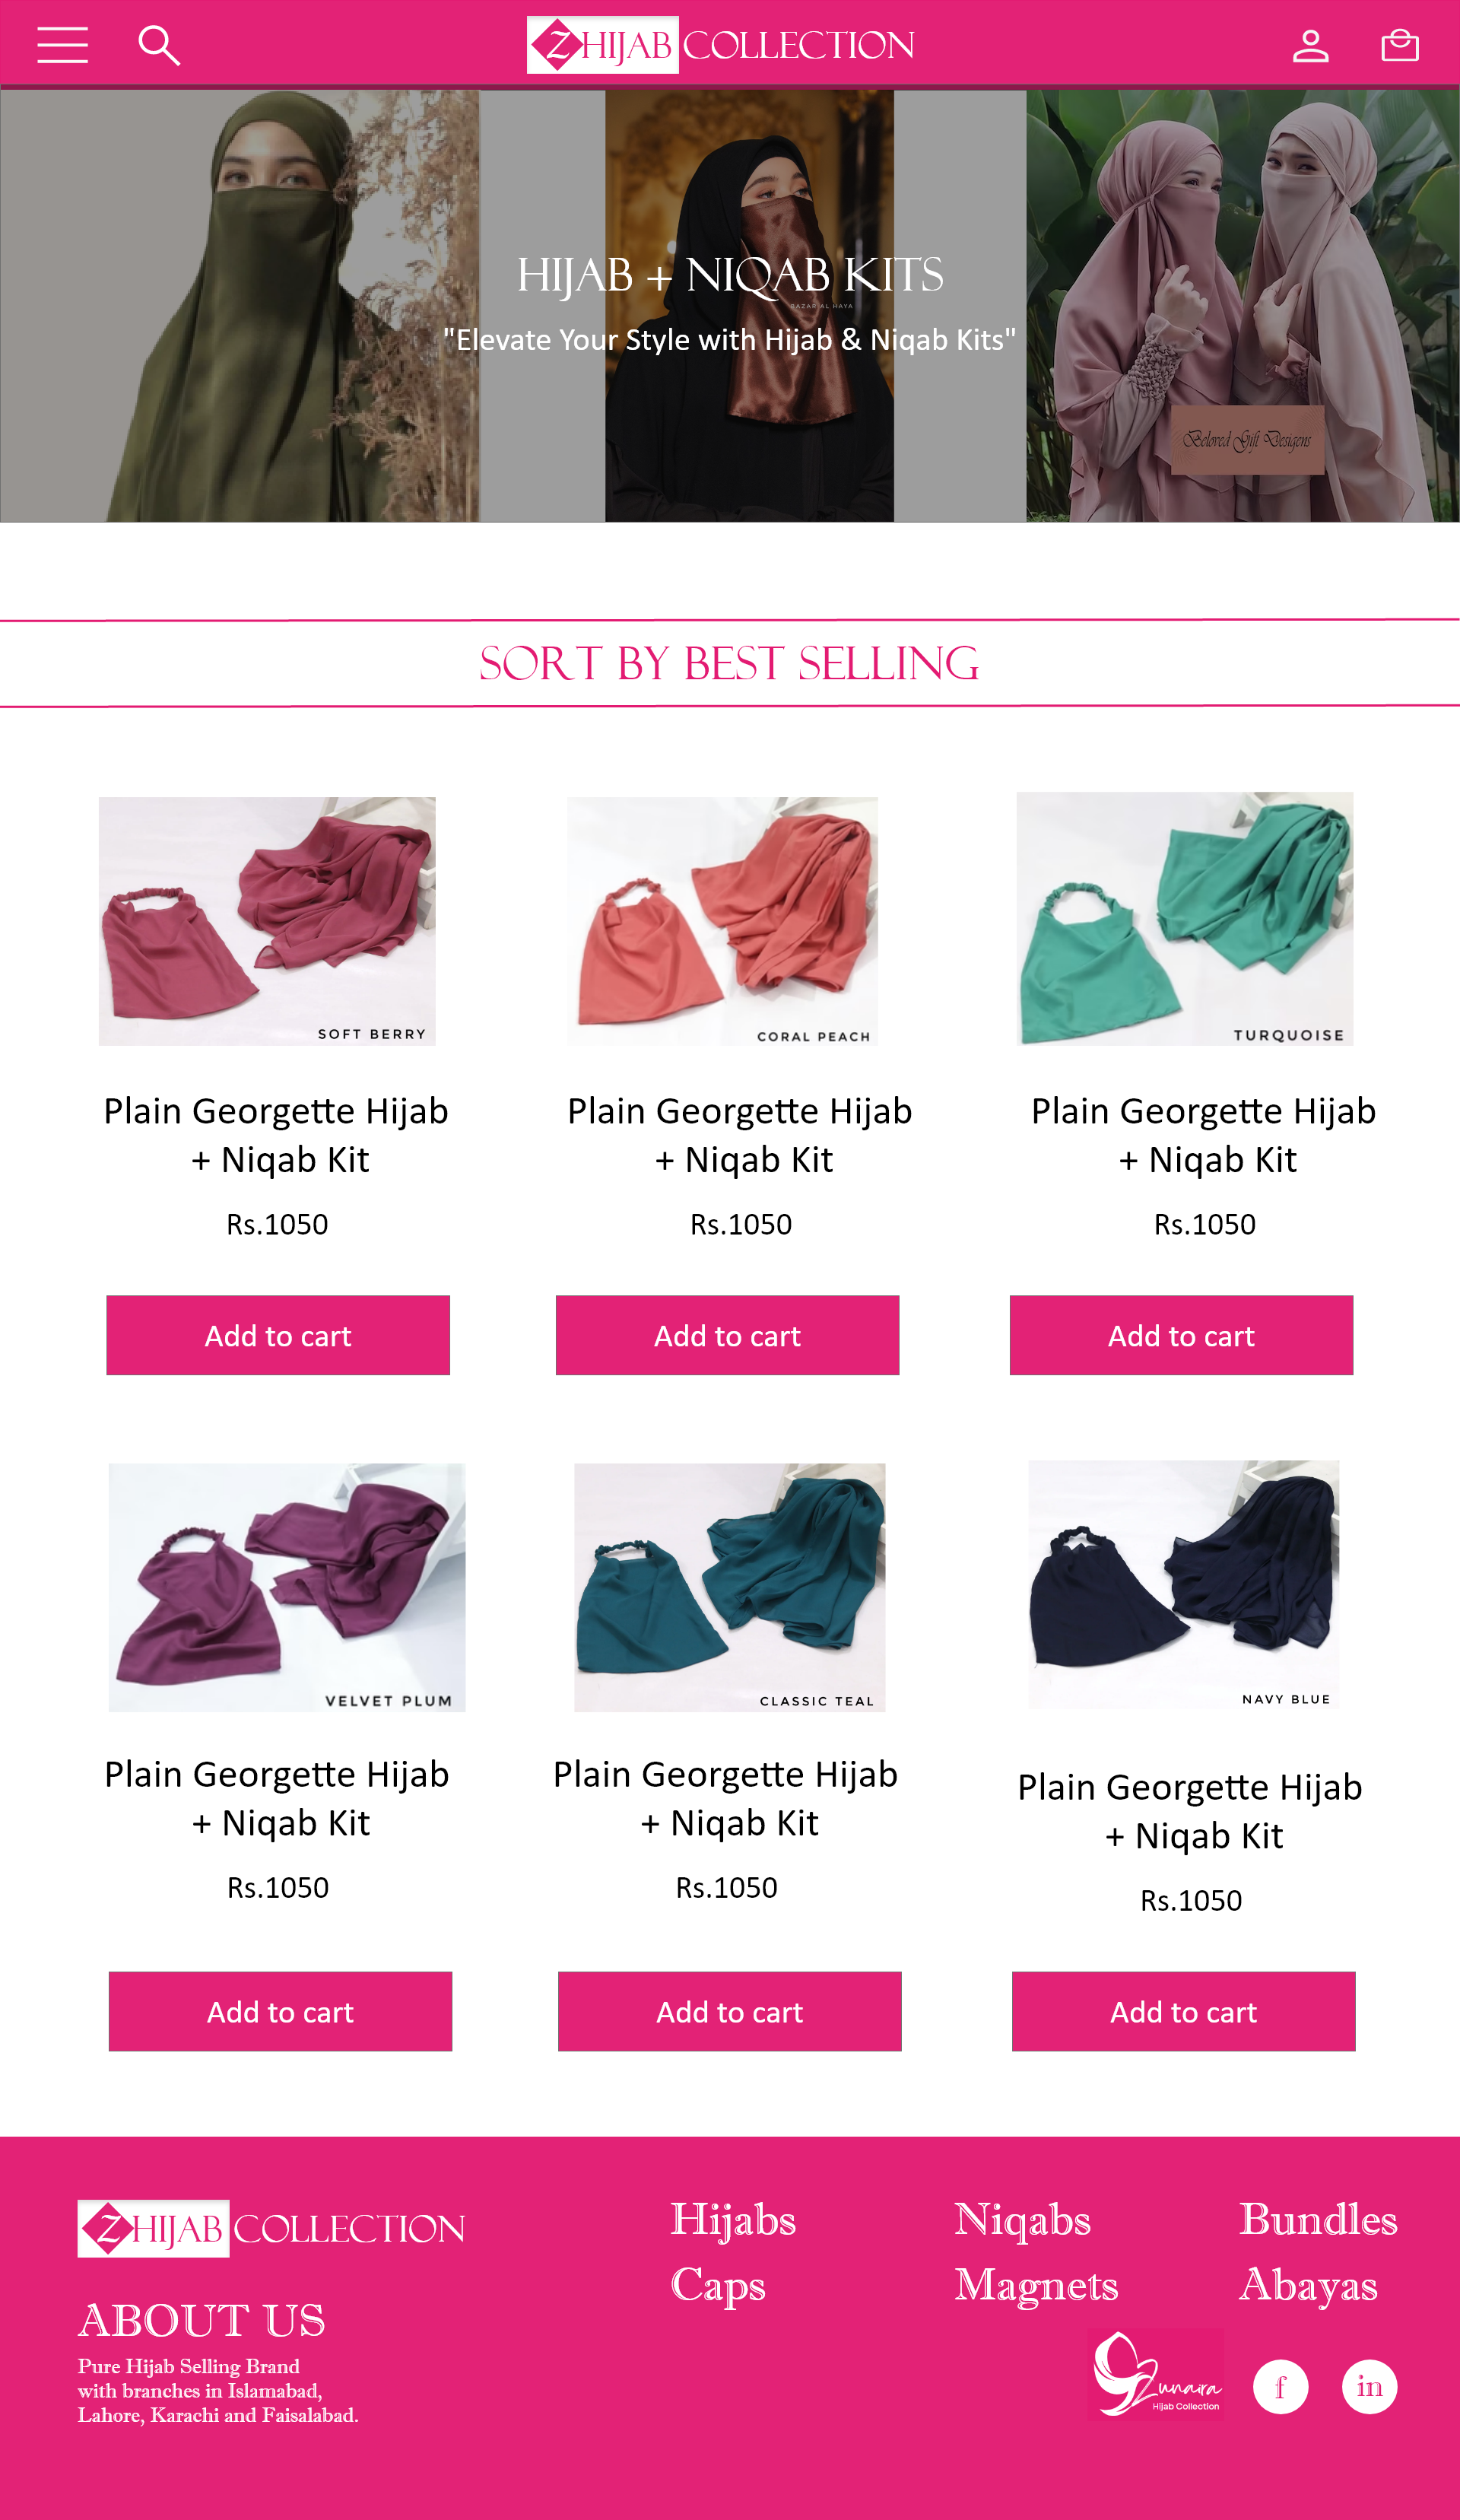 ZHIJAB COLLECTION
HIJAB + NIQAB KITS
BAZAR AL HAYA
"Elevate Your Style with Hijab & Niqab Kits"
Beloved Gift Desigens
SORT BY BEST SELLING
SOFT BERRY
CORAL PEACH
TURQUOISE
Plain Georgette Hijab
+ Niqab Kit
Rs.1050
Plain Georgette Hijab
+ Niqab Kit
Rs.1050
Plain Georgette Hijab
+ Niqab Kit
Rs.1050
Add to cart
Add to cart
Add to cart
VELVET PLUM
CLASSIC TEAL
NAVY BLUE
Plain Georgette Hijab
+ Niqab Kit
Rs.1050
Plain Georgette Hijab
+ Niqab Kit
Rs.1050
Plain Georgette Hijab
+ Niqab Kit
Rs.1050
Add to cart
Add to cart
Add to cart
ZHIJAB COLLECTION
ABOUT US
Pure Hijab Selling Brand
with branches in Islamabad,
Lahore, Karachi and Faisalabad.
Hijabs
Caps
Niqabs
Magnets
Bundles
Abayas
Zunaira
Hijab Collection
f
in